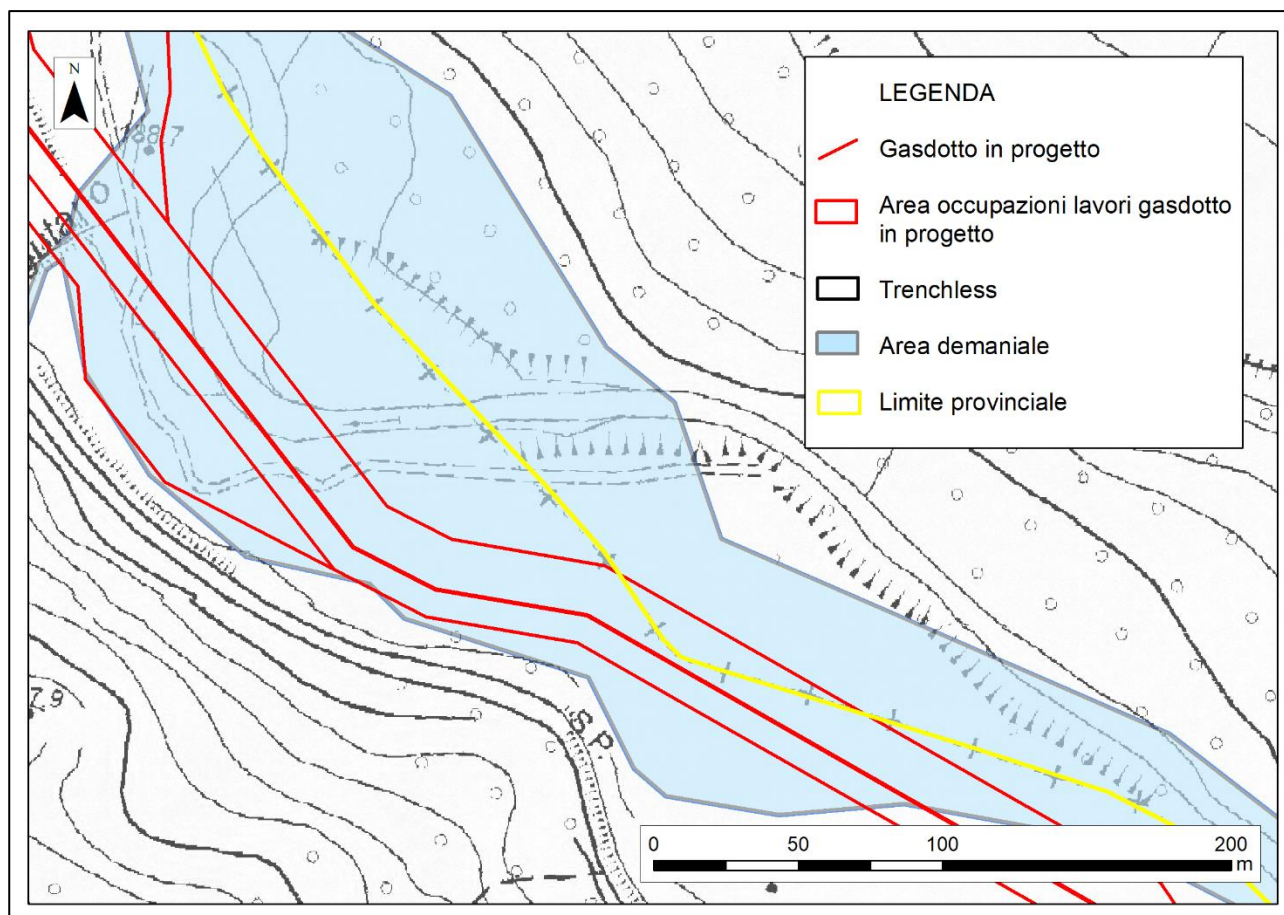 N
LEGENDA
Gasdotto in progetto
Area occupazioni lavori gasdotto
in progetto
Trenchless
Area demaniale
Limite provinciale
S.P.
0 50 100 200
m